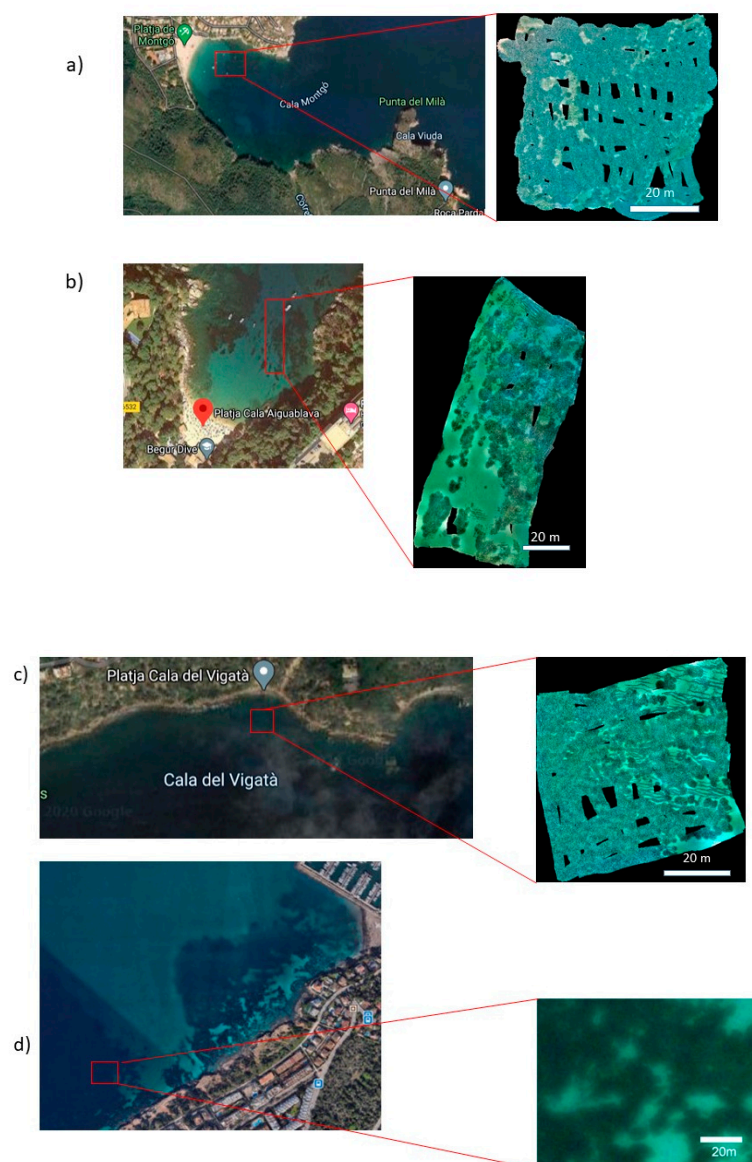 a)
Platja de
Montgó
Cala Montgó
Punta del Milà
Cala Viuda
Punta del Milà
Roca Parda
20 m
b)
Platja Cala Aiguablava
Begur Dive
20 m
c)
Platja Cala del Vigatà
Cala del Vigatà
s
2020 Google
20 m
d)
20m